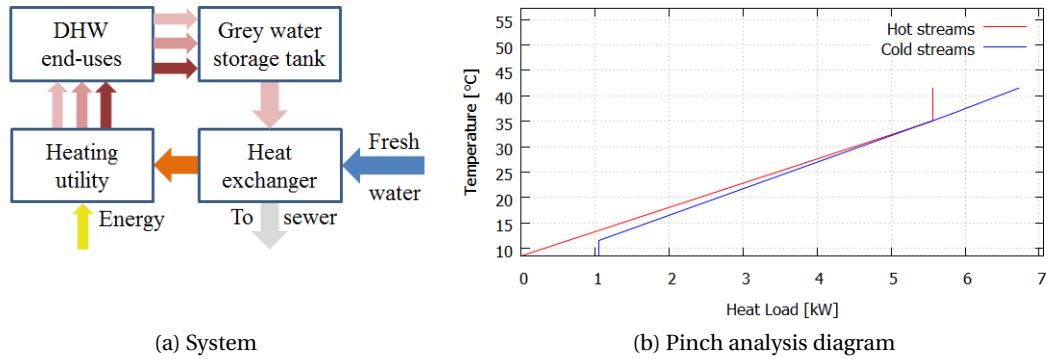 DHW
end-uses
Grey water
storage tank
Heating
utility
Heat
exchanger
Fresh
water
Energy
To sewer
(a) System
Temperature [°C]
55
50
45
40
35
30
25
20
15
10
Hot streams
Cold streams
0 1 2 3 4 5 6 7
Heat Load [kW]
(b) Pinch analysis diagram